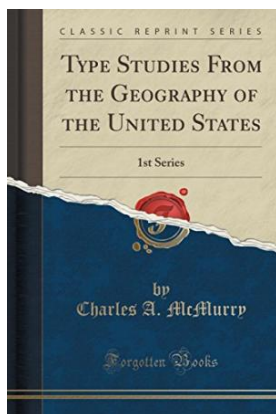 CLASSIC REPRINT SERIES
TYPE STUDIES FROM
THE GEOGRAPHY OF
THE UNITED STATES
1st Series
by
Charles A. McMurry
Forgotten Books